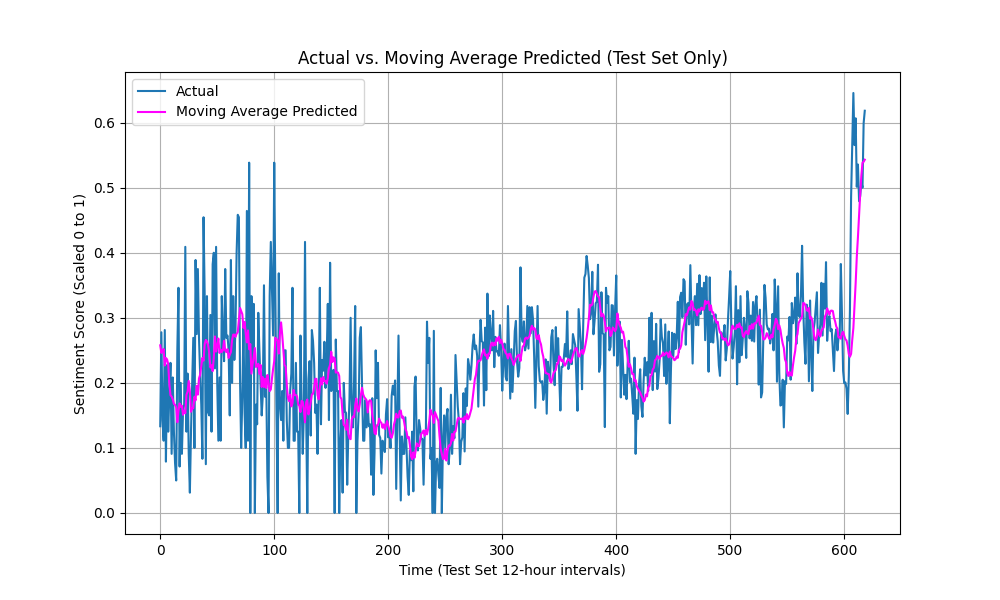 Actual vs. Moving Average Predicted (Test Set Only)
Actual
Moving Average Predicted
Sentiment Score (Scaled 0 to 1)
0.6
0.5
0.4
0.3
0.2
0.1
0.0
0 100 200 300 400 500 600
Time (Test Set 12-hour intervals)